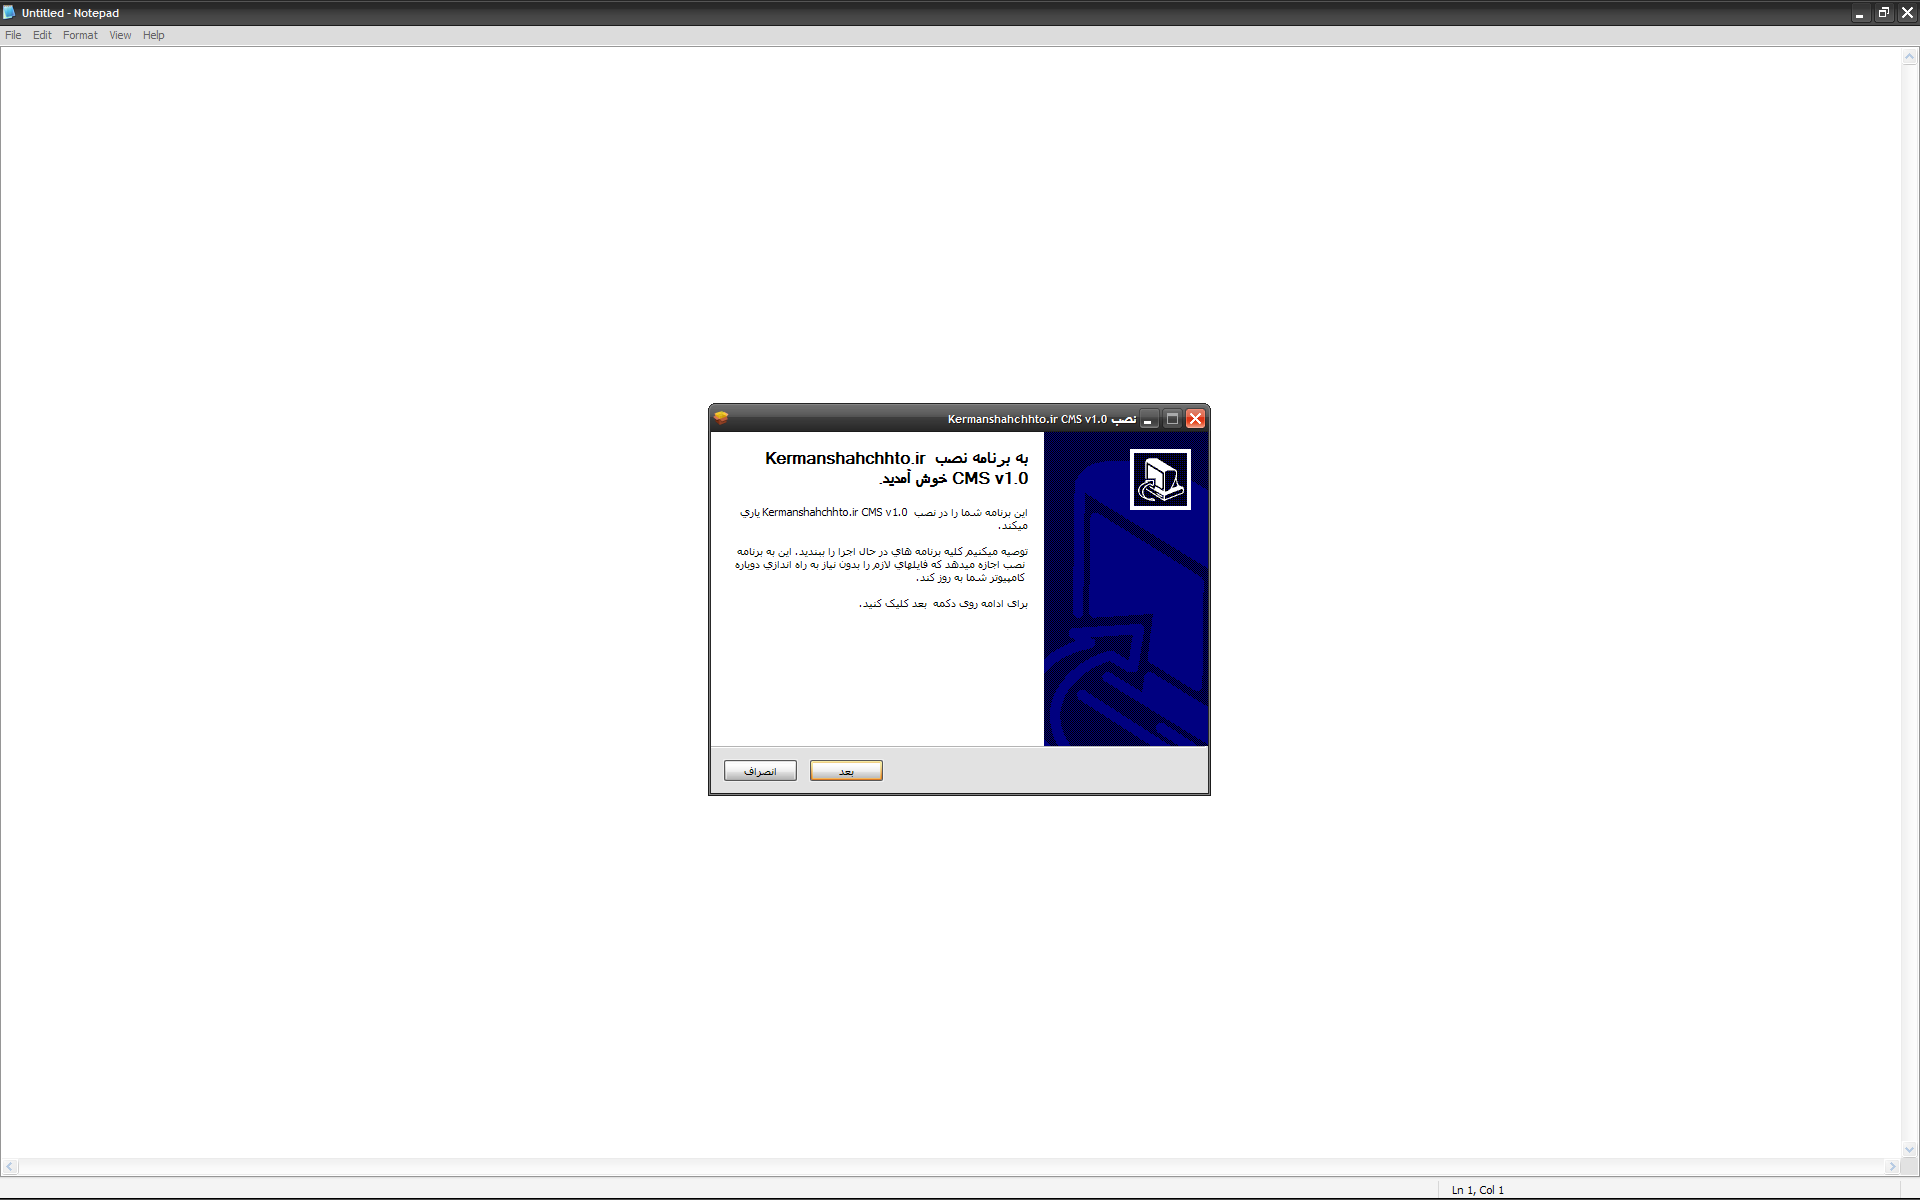 Untitled - Notepad
File Edit Format View Help
نصب Kermanshahchhto.ir CMS v1.0
به برنامه نصب Kermanshahchhto.ir
CMS v1.0 خوش آمدید.
این برنامه شما را در نصب Kermanshahchhto.ir CMS v1.0 ياري
میکند.
توصیه میکنیم کلیه برنامه هاي در حال اجرا را ببندید. این به برنامه
نصب اجازه میدهد که فایلهاي لازم را بدون نیاز به راه اندازي دوباره
کامپیوتر شما به روز کند.
برای ادامه روی دکمه بعد کلیک کنید.
انصراف
بعد
Ln 1, Col 1